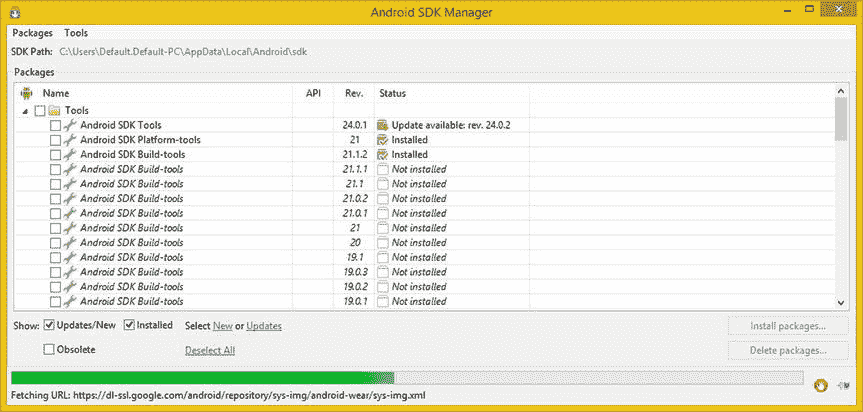 Android SDK Manager
Packages Tools
SDK Path: C:\Users\Default.Default-PC\AppData\Local\Android\sdk
Packages
Name API Rev. Status
Tools
Android SDK Tools 24.0.1 Update available: rev. 24.0.2
Android SDK Platform-tools 21 Installed
Android SDK Build-tools 21.1.2 Installed
Android SDK Build-tools 21.1.1 Not installed
Android SDK Build-tools 21.1 Not installed
Android SDK Build-tools 21.0.2 Not installed
Android SDK Build-tools 21.0.1 Not installed
Android SDK Build-tools 21 Not installed
Android SDK Build-tools 20 Not installed
Android SDK Build-tools 19.1 Not installed
Android SDK Build-tools 19.0.3 Not installed
Android SDK Build-tools 19.0.2 Not installed
Android SDK Build-tools 19.0.1 Not installed
Show: Updates/New Installed Select New or Updates Install packages...
Obsolete Deselect All Delete packages...
Fetching URL: https://dl-ssl.google.com/android/repository/sys-img/android-wear/sys-img.xml